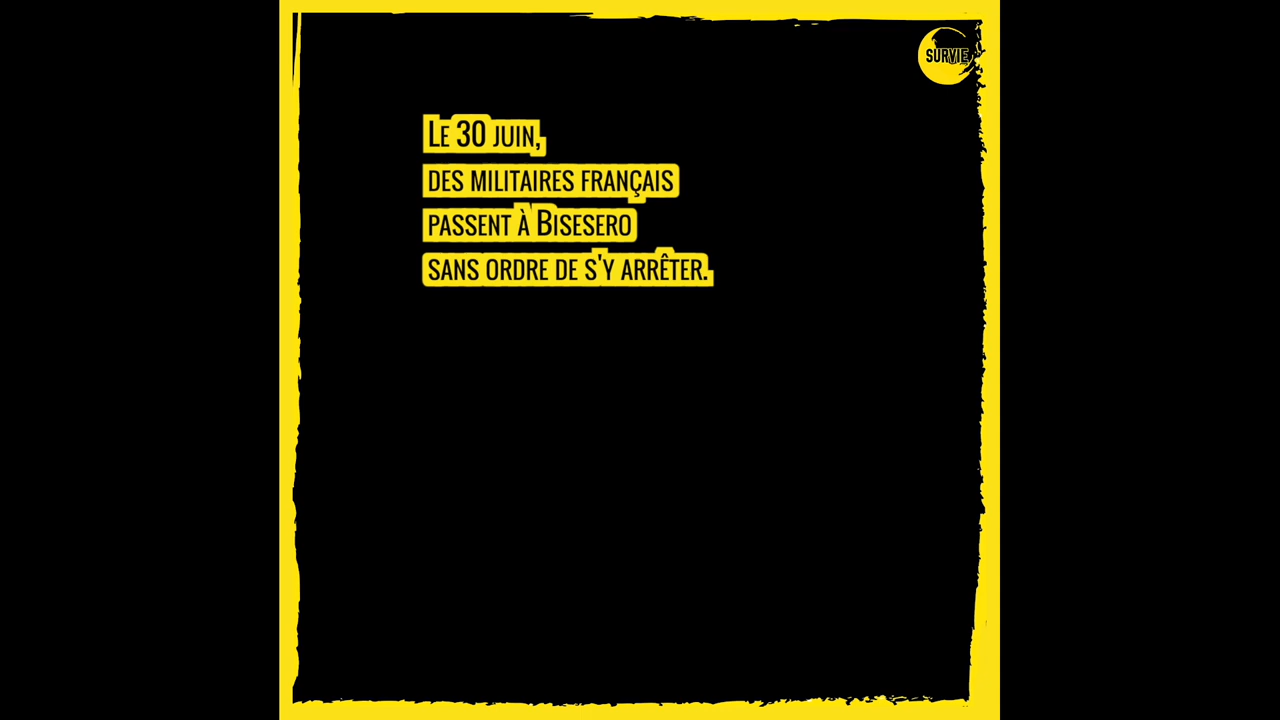 SURVIE
Le 30 juin,
des militaires français
passent à Bisesero
sans ordre de s'y arrêter.